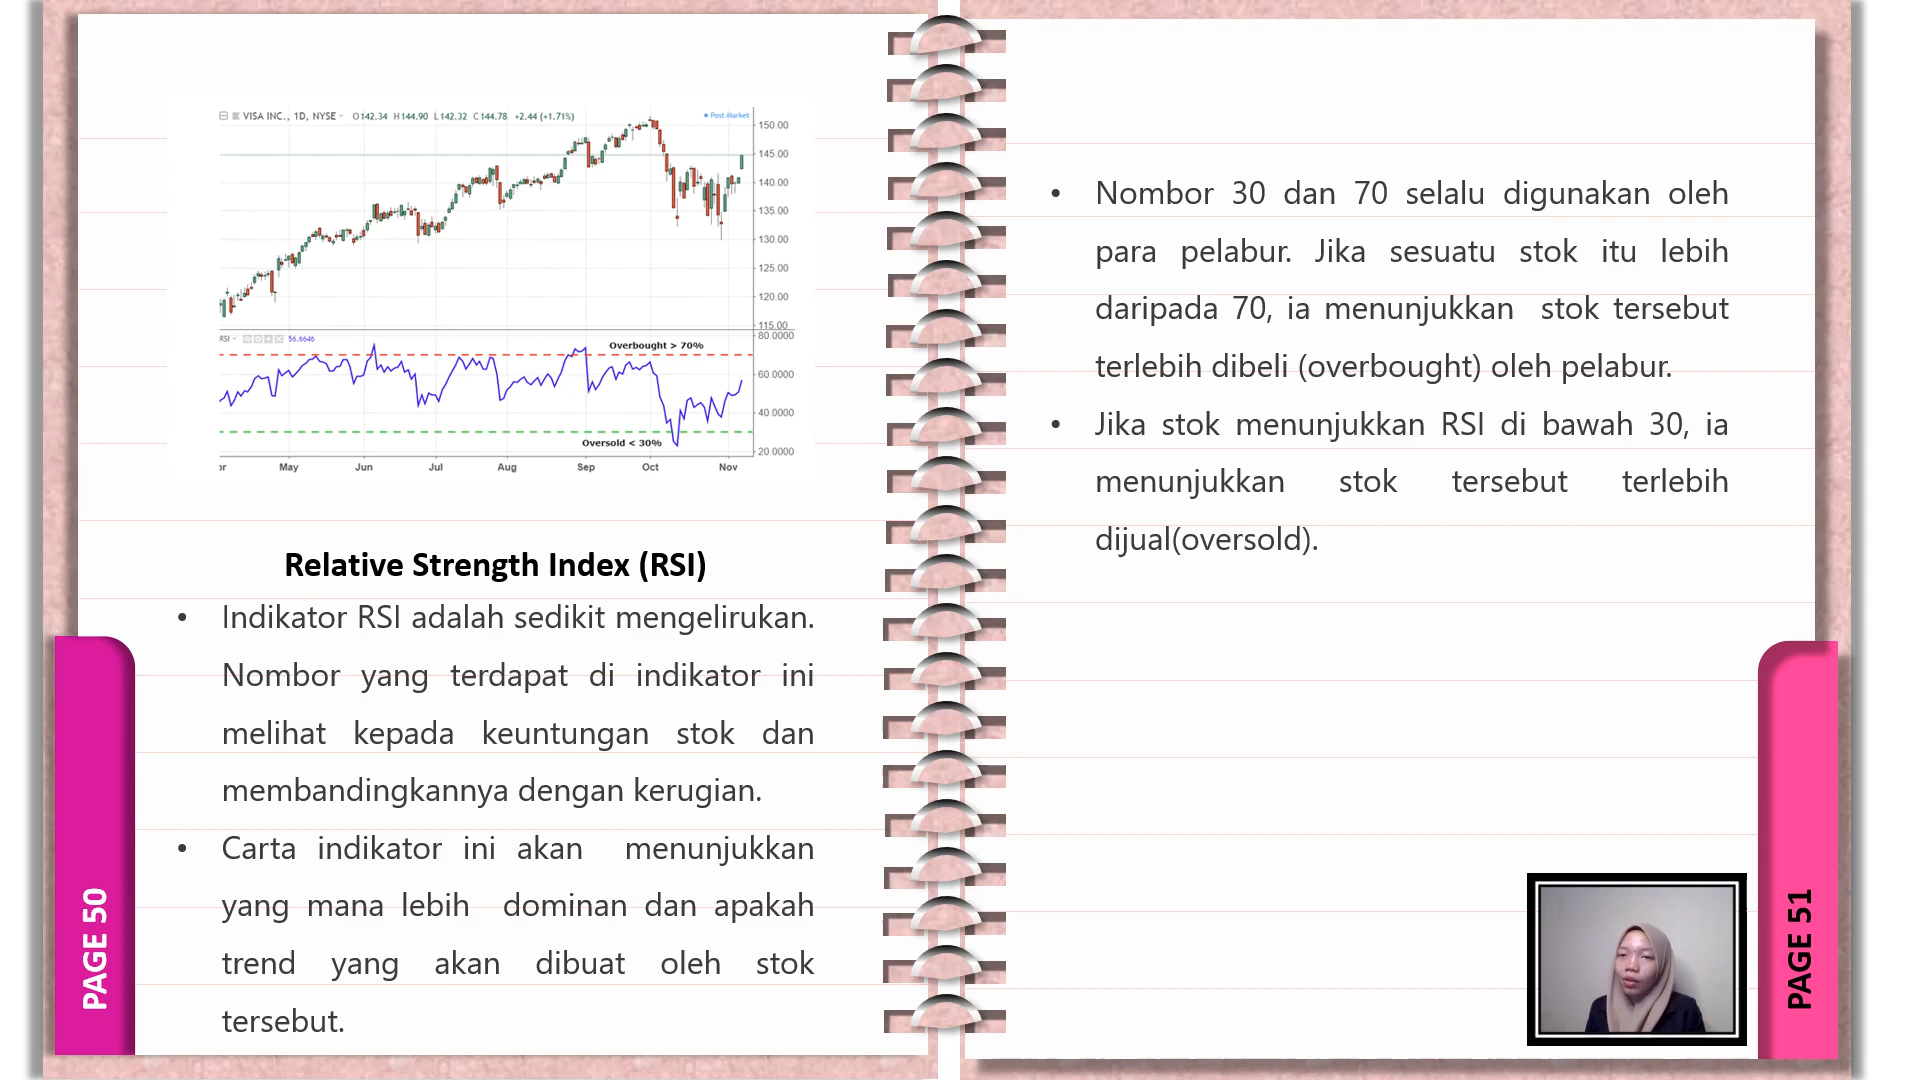 VISA INC., 1D, NYSE O142.34 H144.90 L142.32 C144.78 +2.44 (+1.71%)
Post Market
150.00
145.00
140.00
135.00
130.00
125.00
120.00
115.00
RSI 56.6646
80.0000
Overbought > 70%
60.0000
40.0000
Oversold < 30%
20.0000
May Jun Jul Aug Sep Oct Nov
Relative Strength Index (RSI)
• Indikator RSI adalah sedikit mengelirukan.
Nombor yang terdapat di indikator ini
melihat kepada keuntungan stok dan
membandingkannya dengan kerugian.
• Carta indikator ini akan menunjukkan
yang mana lebih dominan dan apakah
trend yang akan dibuat oleh stok
tersebut.
PAGE 50
• Nombor 30 dan 70 selalu digunakan oleh
para pelabur. Jika sesuatu stok itu lebih
daripada 70, ia menunjukkan stok tersebut
terlebih dibeli (overbought) oleh pelabur.
• Jika stok menunjukkan RSI di bawah 30, ia
menunjukkan stok tersebut terlebih
dijual(oversold).
PAGE 51